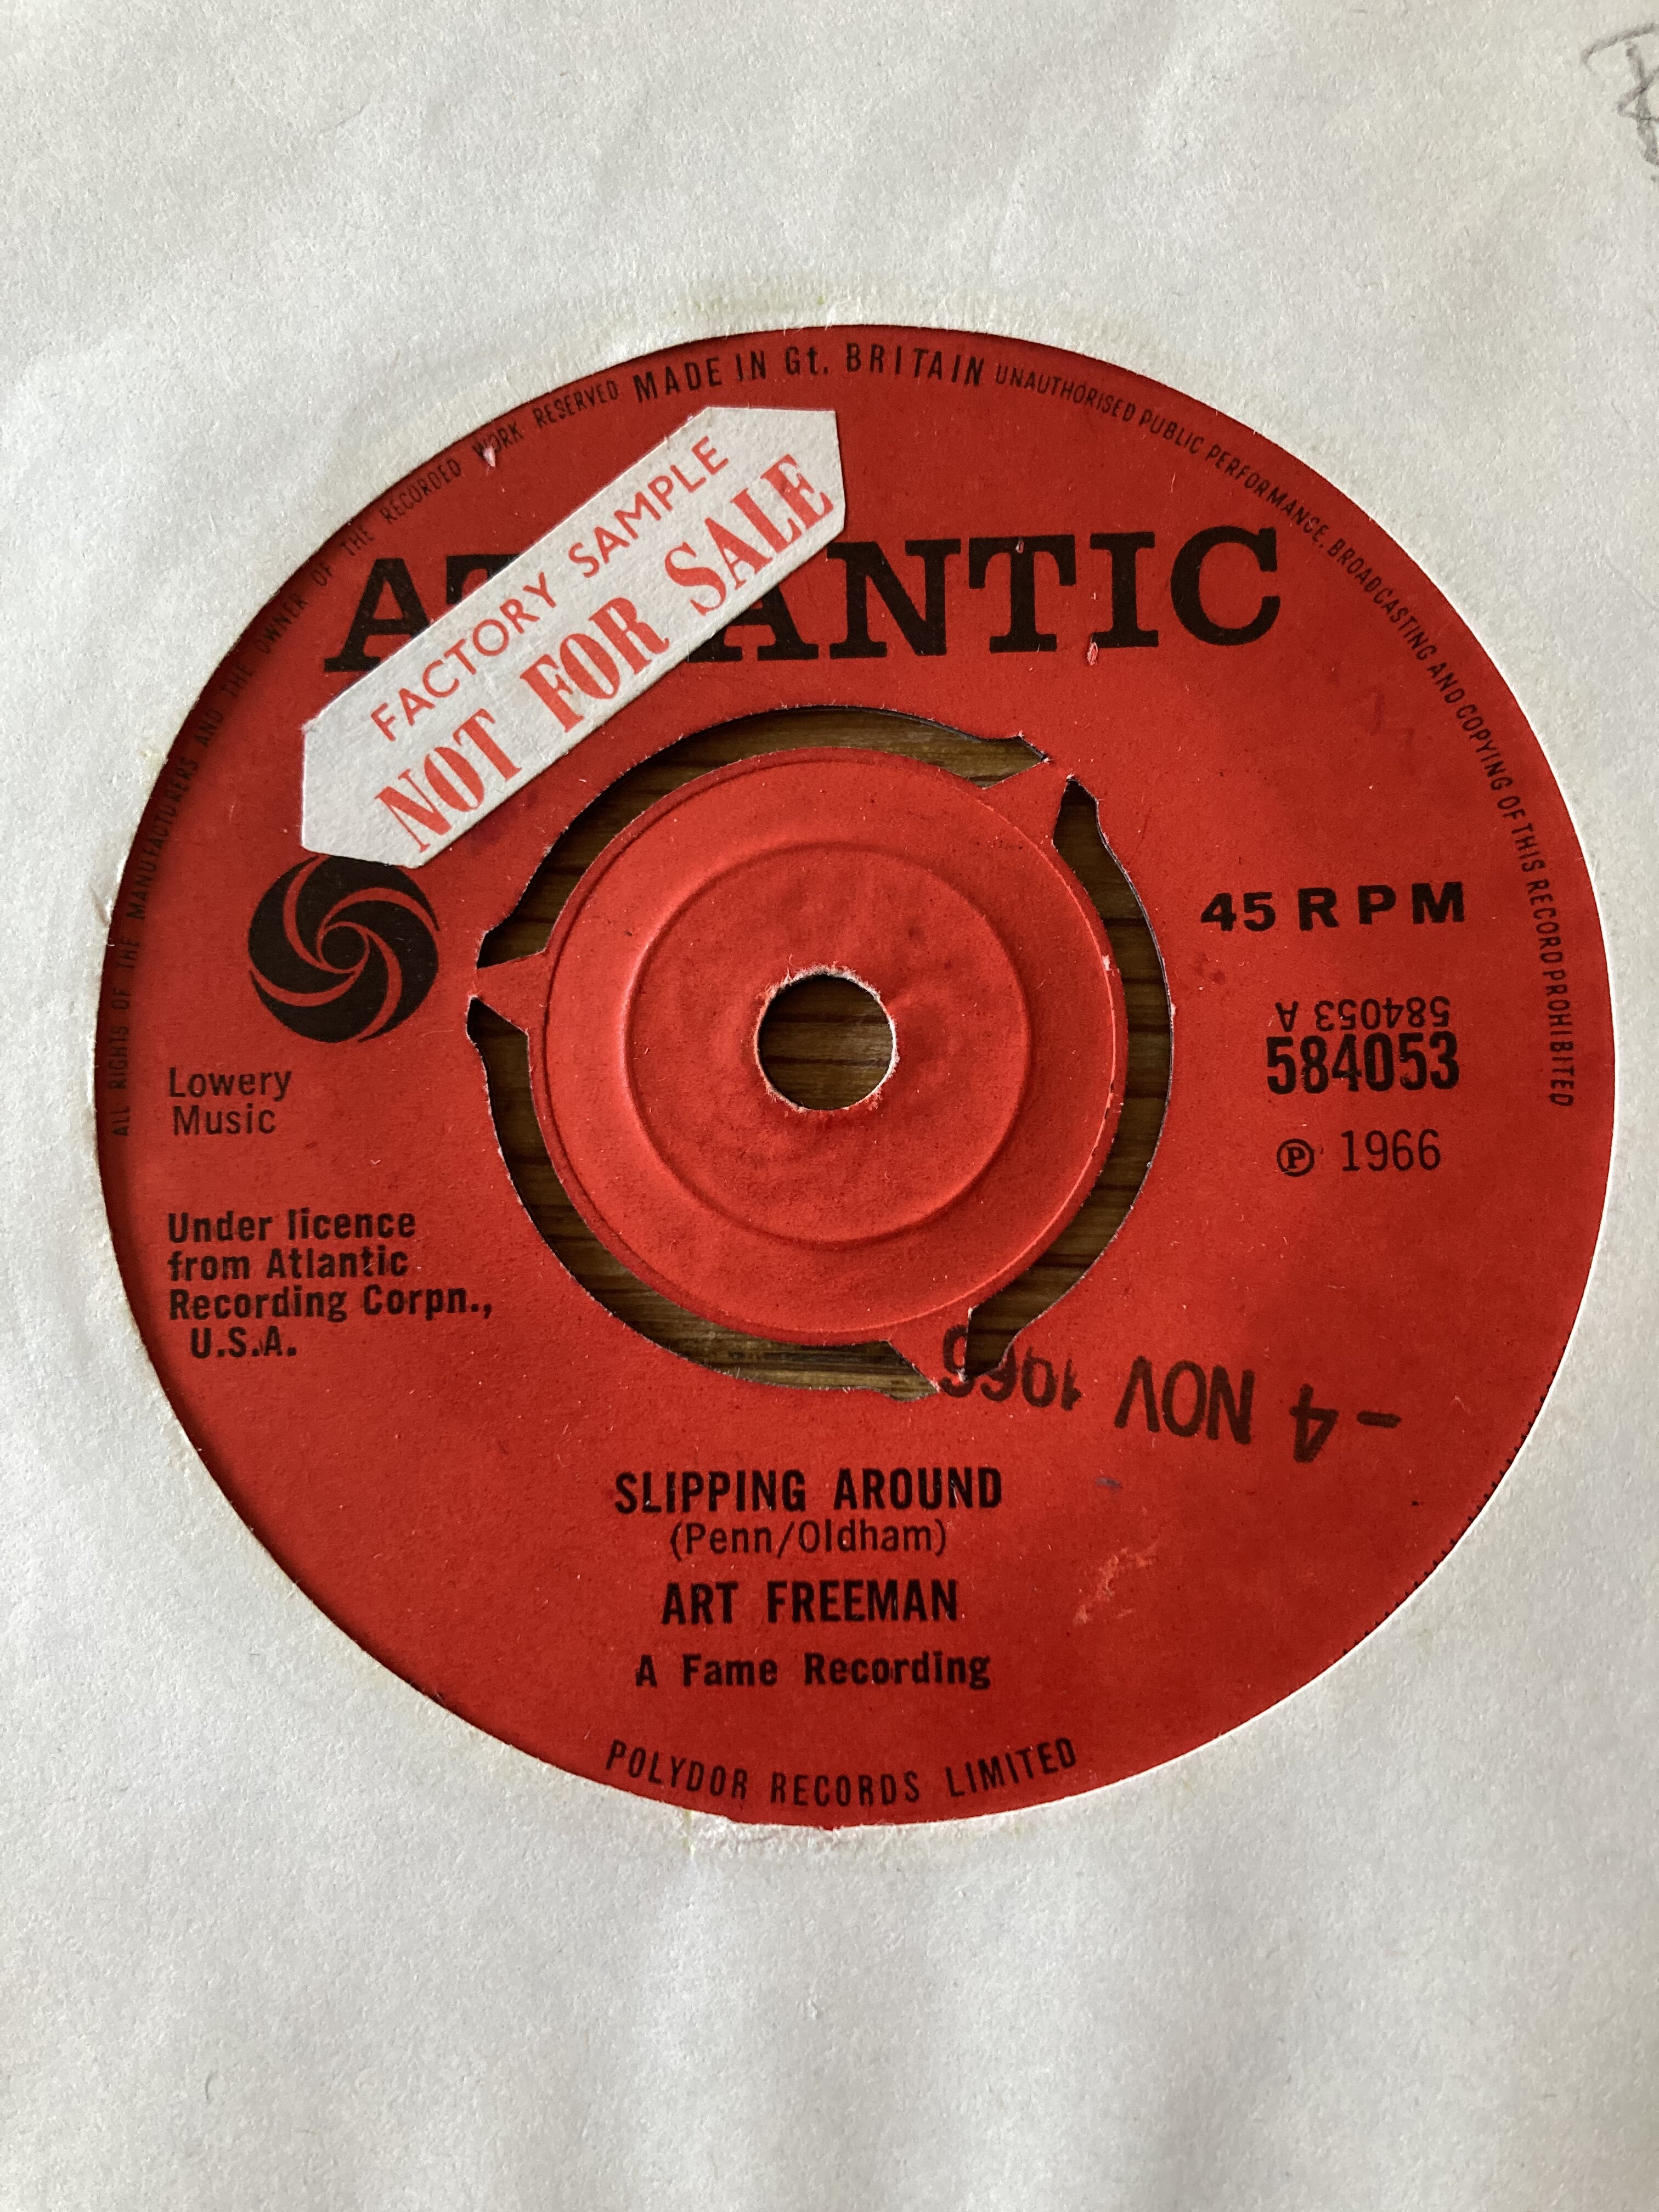 ALL RIGHTS OF THE MANUFACTURERS AND THE OWNER OF THE RECORDED WORK RESERVED MADE IN Gt. BRITAIN UNAUTHORISED PUBLIC PERFORMANCE, BROADCASTING AND COPYING OF THIS RECORD PROHIBITED
FACTORY SAMPLE
NOT FOR SALE
ATLANTIC
45 RPM
584053 A
584053
℗ 1966
Lowery
Music
Under licence
from Atlantic
Recording Corpn.,
U.S.A.
-4 NOV 1966
SLIPPING AROUND
(Penn/Oldham)
ART FREEMAN
A Fame Recording
POLYDOR RECORDS LIMITED